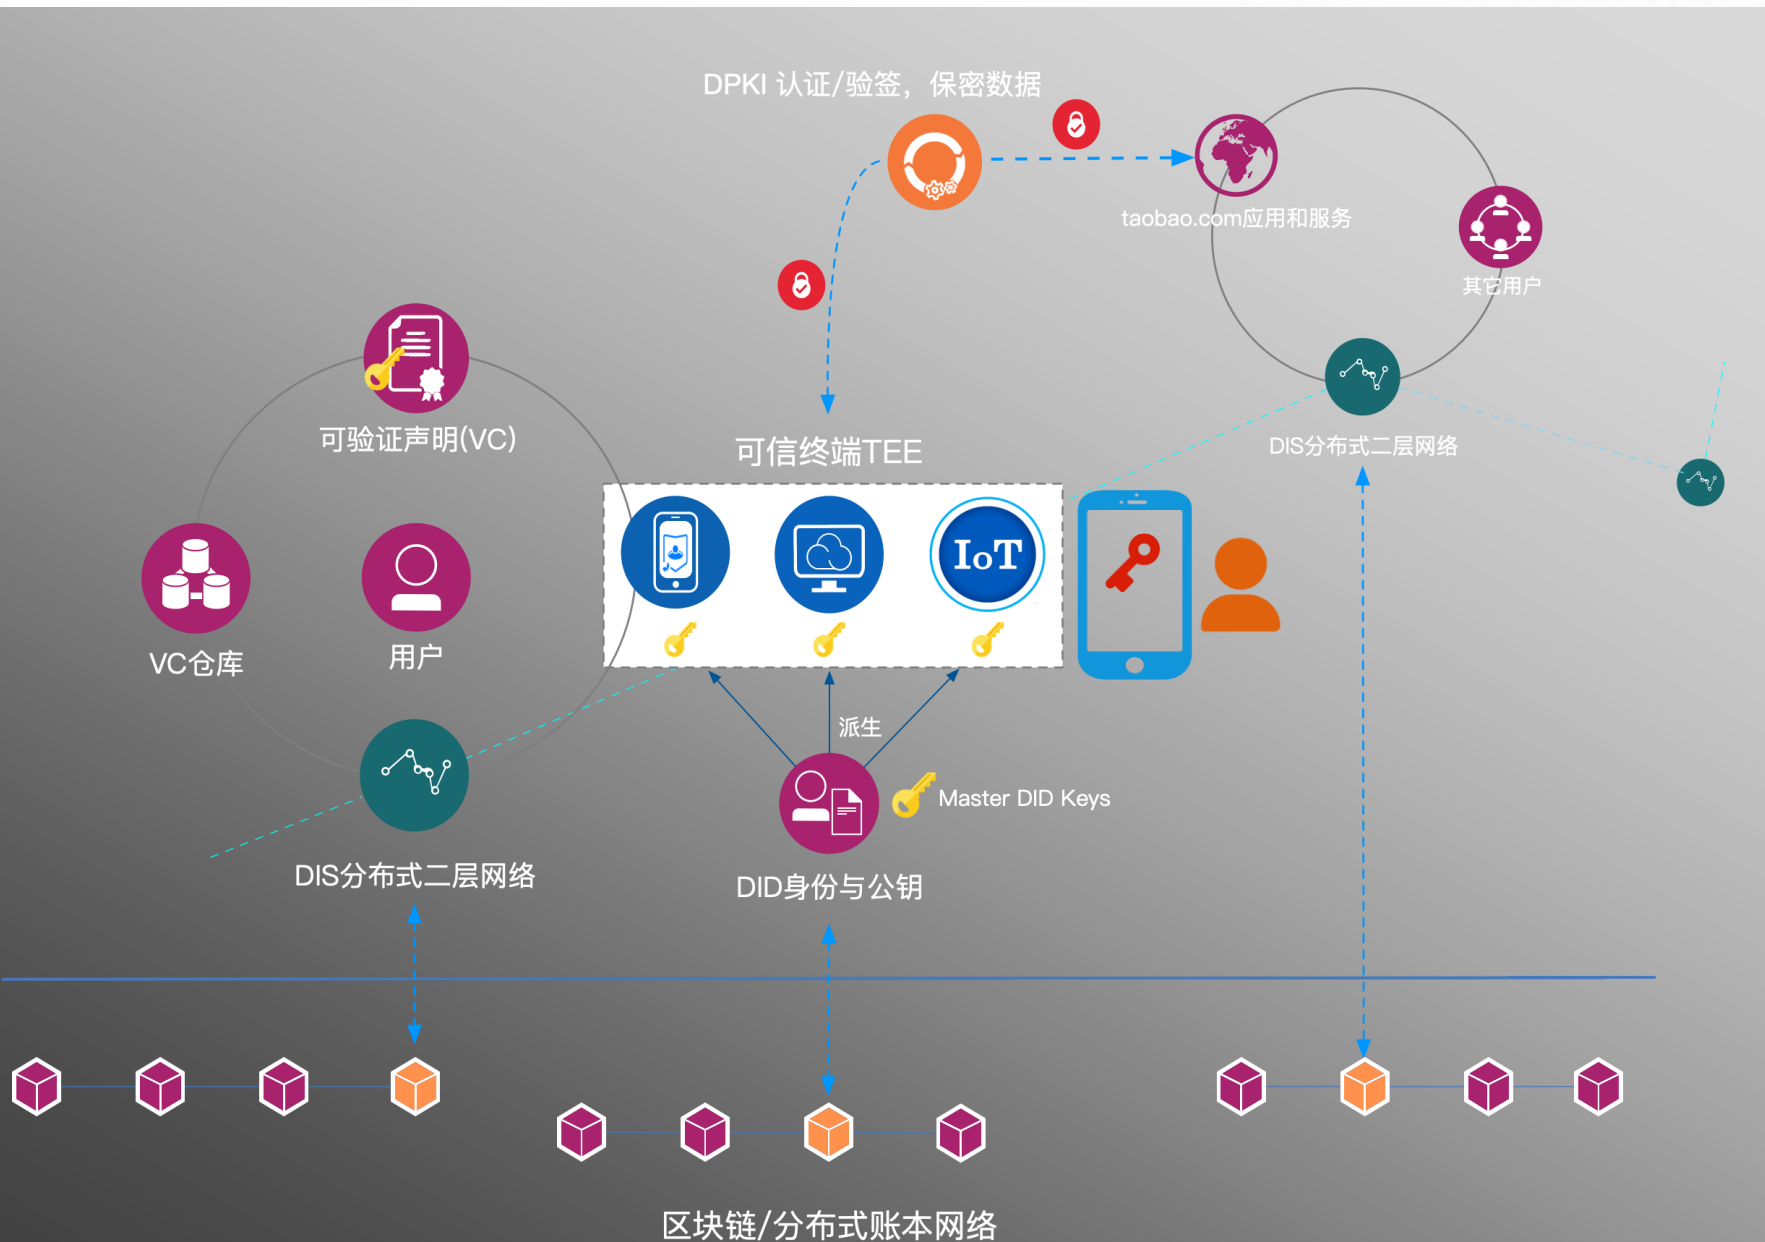 DPKI 认证/验签，保密数据
taobao.com应用和服务
其它用户
可验证声明(VC)
可信终端TEE
DIS分布式二层网络
IoT
VC仓库
用户
派生
Master DID Keys
DIS分布式二层网络
DID身份与公钥
区块链/分布式账本网络